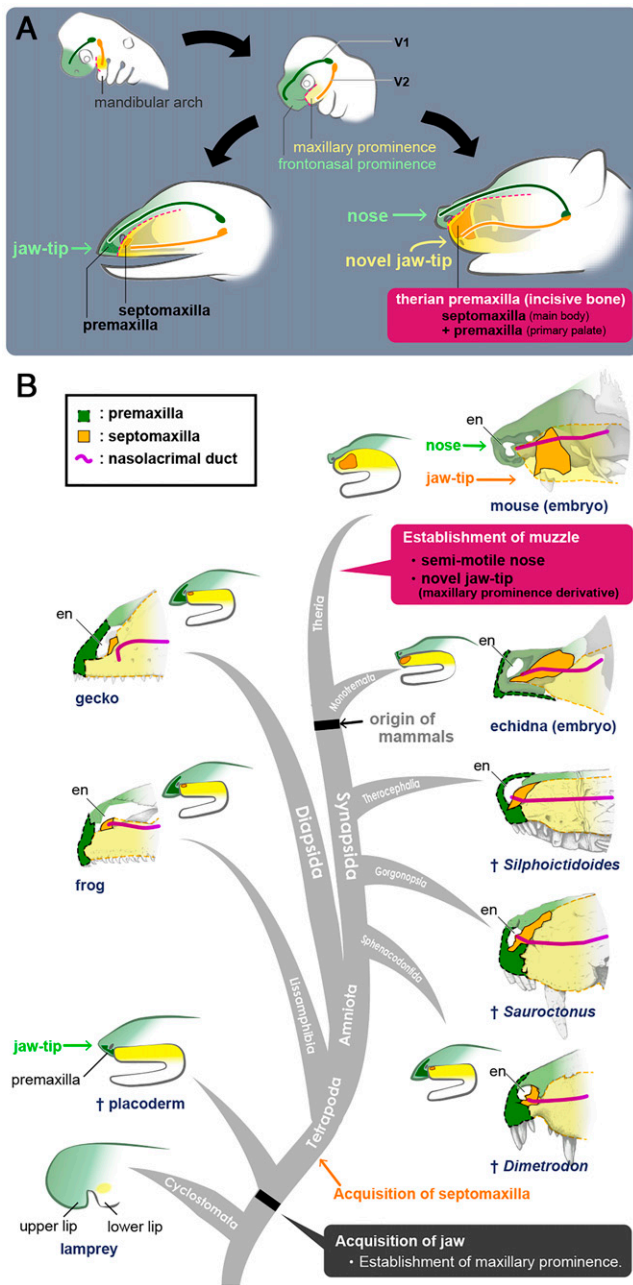 A
V1
V2
mandibular arch
maxillary prominence
frontonasal prominence
jaw-tip
septomaxilla
premaxilla
nose
novel jaw-tip
therian premaxilla (incisive bone)
septomaxilla (main body)
+ premaxilla (primary palate)
B
: premaxilla
: septomaxilla
: nasolacrimal duct
en
nose
jaw-tip
mouse (embryo)
Establishment of muzzle
· semi-motile nose
· novel jaw-tip
(maxillary prominence derivative)
Theria
en
gecko
Monotremata
en
echidna (embryo)
origin of
mammals
Diapsida
Synapsida
Therocephalia
en
† Silphoictidoides
en
frog
Gorgonopsia
en
† Sauroctonus
Lissamphibia
Amniota
Sphenacodontida
jaw-tip
premaxilla
† placoderm
en
† Dimetrodon
Tetrapoda
Acquisition of septomaxilla
Cyclostomata
upper lip
lower lip
lamprey
Acquisition of jaw
· Establishment of maxillary prominence.